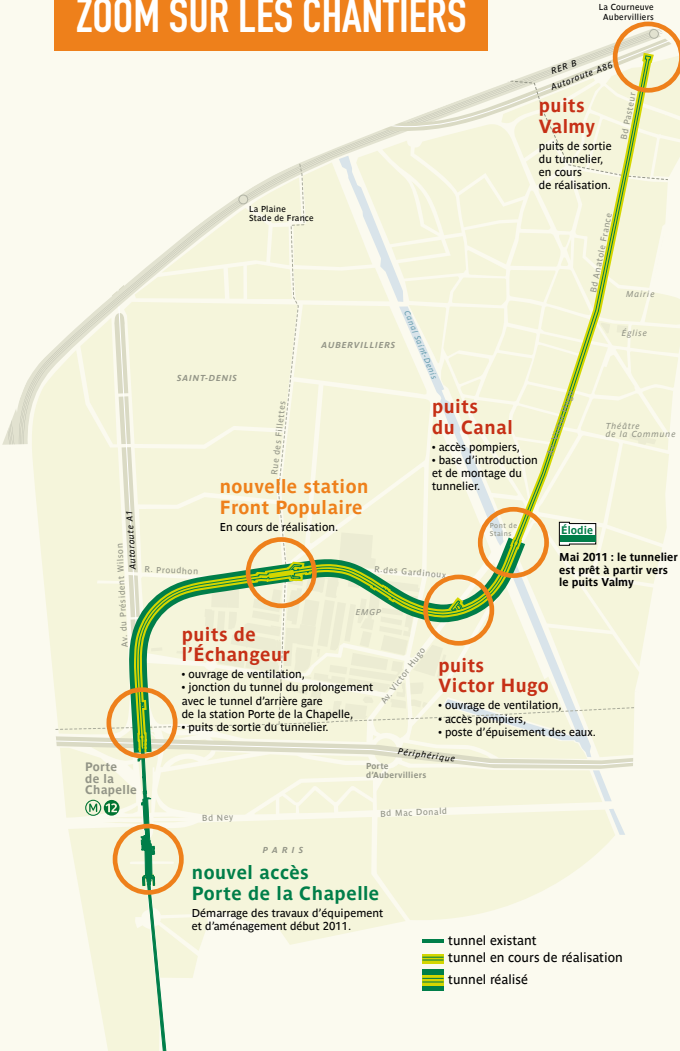 ZOOM SUR LES CHANTIERS
La Courneuve
Aubervilliers
RER B
Autoroute A86
puits
Valmy
puits de sortie
du tunnelier,
en cours
de réalisation.
Bd Pasteur
La Plaine
Stade de France
Bd Anatole France
Mairie
Église
Canal Saint-Denis
AUBERVILLIERS
SAINT-DENIS
Théâtre
de la Commune
puits
du Canal
• accès pompiers,
• base d'introduction
et de montage du
tunnelier.
Rue des Fillettes
nouvelle station
Front Populaire
En cours de réalisation.
Pont de
Stains
Élodie
Mai 2011 : le tunnelier
est prêt à partir vers
le puits Valmy
Autoroute A1
Av. du Président Wilson
R. Proudhon
R.des Gardinoux
EMGP
puits de
l'Échangeur
• ouvrage de ventilation,
• jonction du tunnel du prolongement
avec le tunnel d'arrière gare
de la station Porte de la Chapelle,
• puits de sortie du tunnelier.
Av. Victor Hugo
puits
Victor Hugo
• ouvrage de ventilation,
• accès pompiers,
• poste d'épuisement des eaux.
Périphérique
Porte
de la
Chapelle
M 12
Porte
d'Aubervilliers
Bd Ney
Bd Mac Donald
PARIS
nouvel accès
Porte de la Chapelle
Démarrage des travaux d'équipement
et d'aménagement début 2011.
tunnel existant
tunnel en cours de réalisation
tunnel réalisé